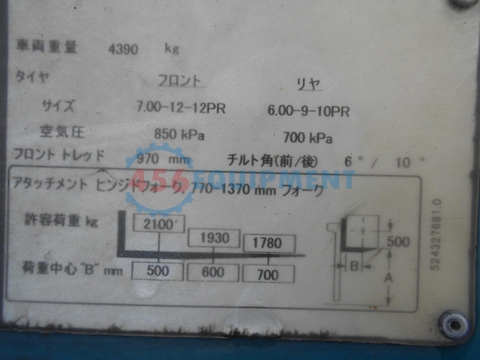 車両重量 4390 kg
タイヤ フロント リヤ
サイズ 7.00-12-12PR 6.00-9-10PR
空気圧 850 kPa 700 kPa
フロント トレッド 970 mm チルト角(前/後) 6°/ 10°
456EQUIPMENT
アタッチメント ヒンジドフォーク, 770-1370 mm フォーク
許容荷重 kg 2100 1930 1780
荷重中心 "B" mm 500 600 700
500
B
A
524327881.0